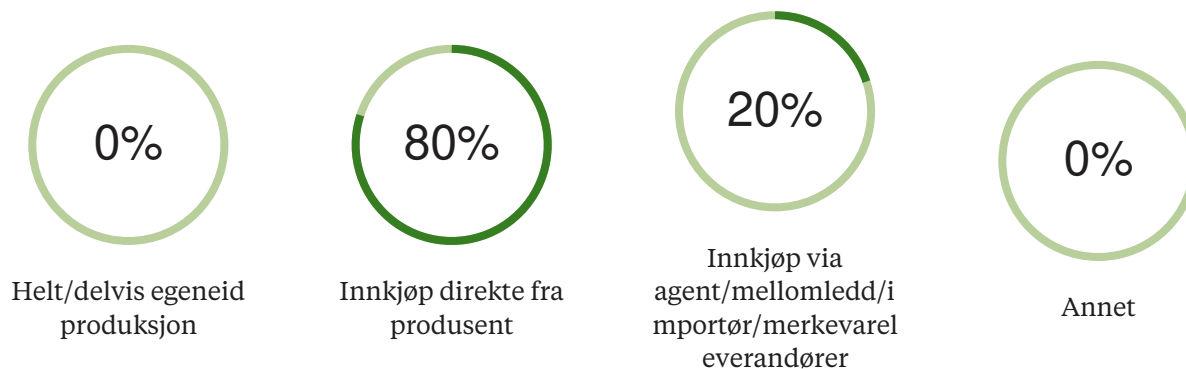 0%
Helt/delvis egeneid
produksjon
80%
Innkjøp direkte fra
produsent
20%
Innkjøp via
agent/mellomledd/i
mportør/merkevarel
everandører
0%
Annet